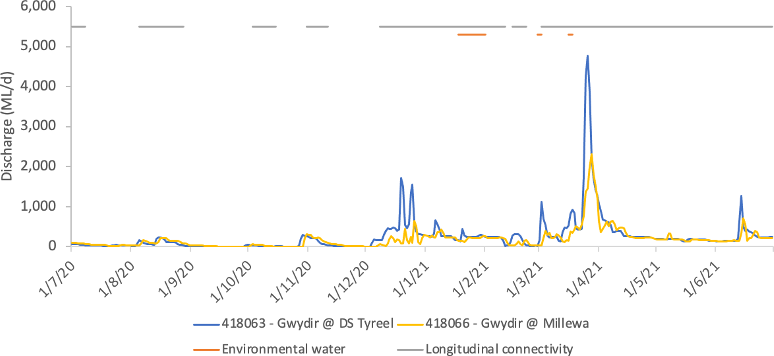 6,000
5,000
4,000
3,000
2,000
1,000
0
Discharge (ML/d)
1/7/20 1/8/20 1/9/20 1/10/20 1/11/20 1/12/20 1/1/21 1/2/21 1/3/21 1/4/21 1/5/21 1/6/21
418063 - Gwydir @ DS Tyreel 418066 - Gwydir @ Millewa
Environmental water Longitudinal connectivity